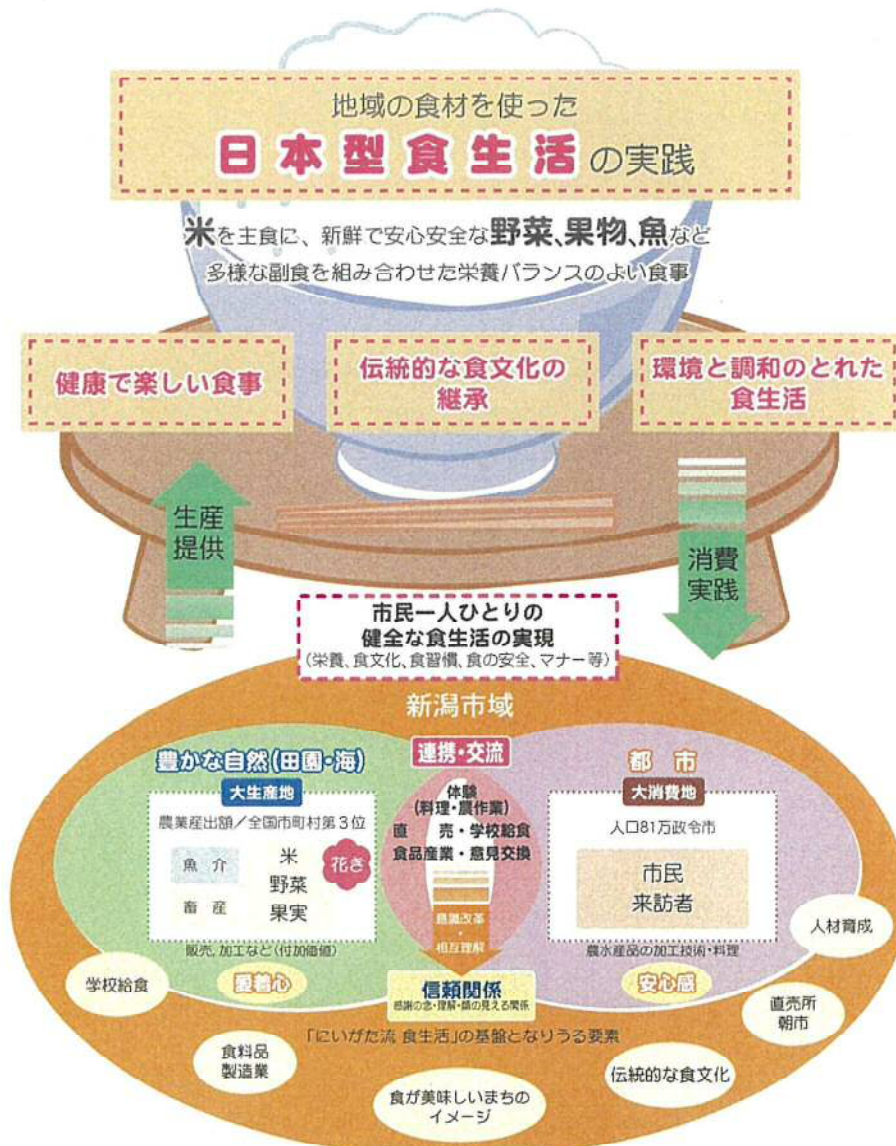 地域の食材を使った
日本型食生活の実践
米を主食に、新鮮で安心安全な野菜、果物、魚など
多様な副食を組み合わせた栄養バランスのよい食事
健康で楽しい食事
伝統的な食文化の
継承
環境と調和のとれた
食生活
生産
提供
消費
実践
市民一人ひとりの
健全な食生活の実現
(栄養、食文化、食習慣、食の安全、マナー等)
新潟市域
豊かな自然(田園・海)
大生産地
農業産出額/全国市町村第3位
魚介
畜産
米
野菜
果実
花き
販売、加工など(付加価値)
愛着心
連携・交流
体験
(料理・農作業)
直 売・学校給食
食品産業・意見交換
意識改革
・
相互理解
信頼関係
感謝の念・理解・顔の見える関係
都市
大消費地
人口81万政令市
市民
来訪者
農水産品の加工技術・料理
安心感
「にいがた流 食生活」の基盤となりうる要素
学校給食
食料品
製造業
食が美味しいまちの
イメージ
伝統的な食文化
直売所
朝市
人材育成